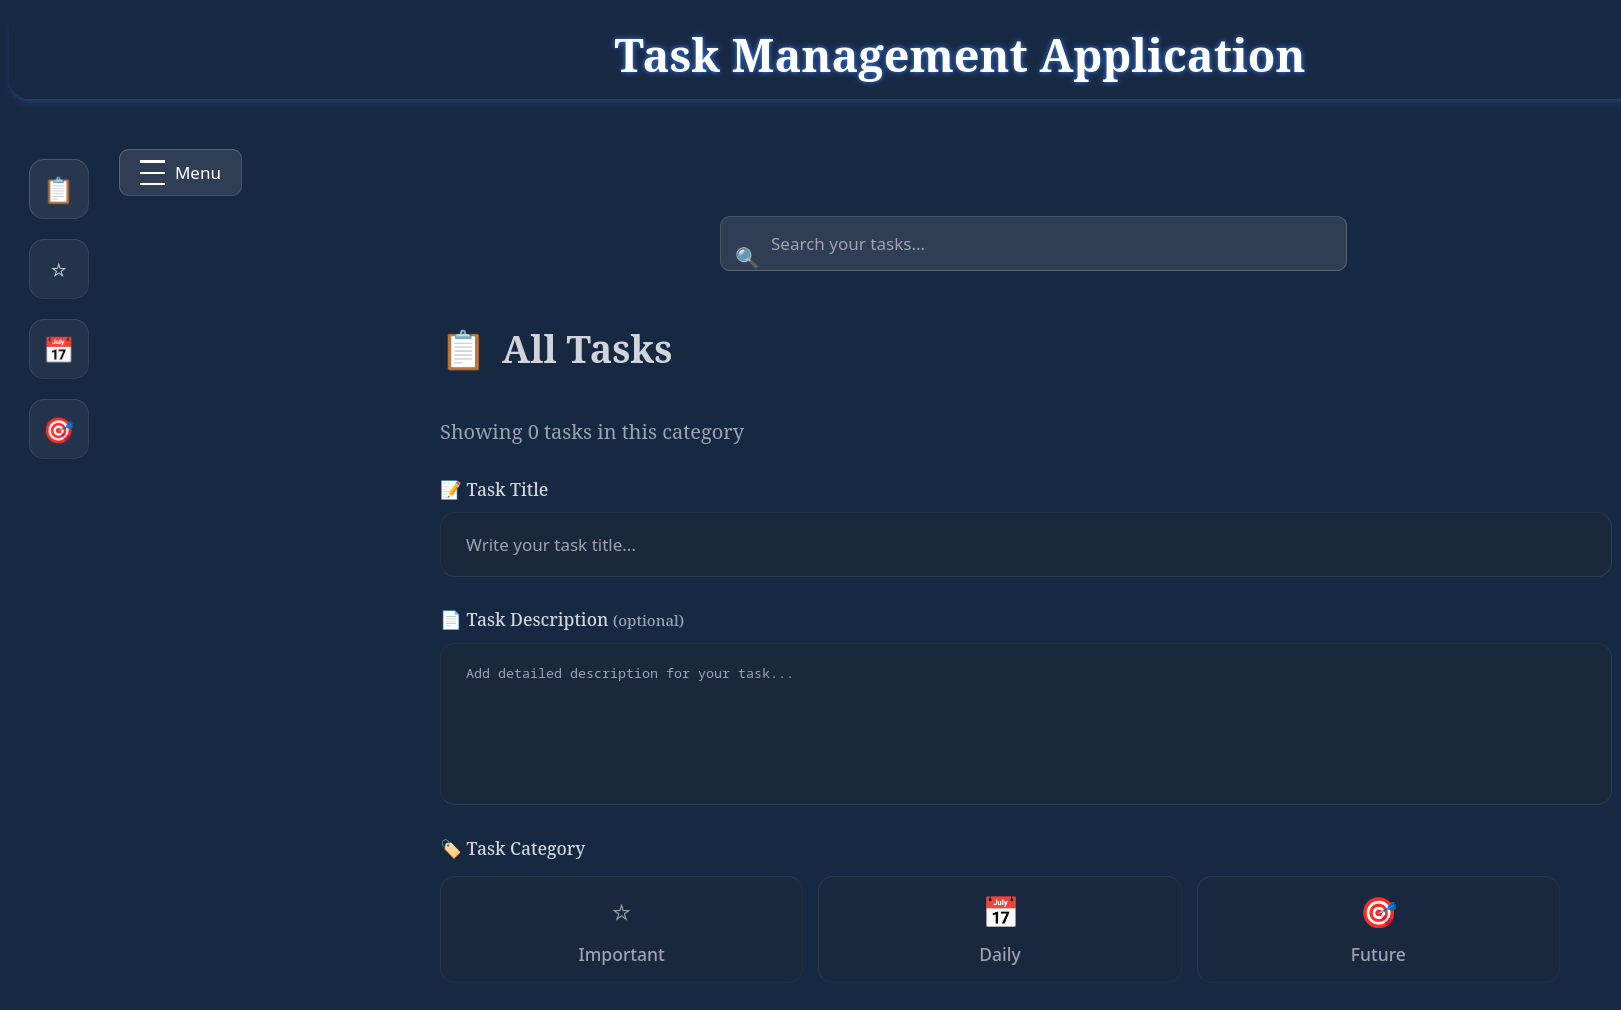 Task Management Application
Menu
Search your tasks...
All Tasks
Showing 0 tasks in this category
Task Title
Write your task title...
Task Description (optional)
Add detailed description for your task...
Task Category
Important
Daily
Future